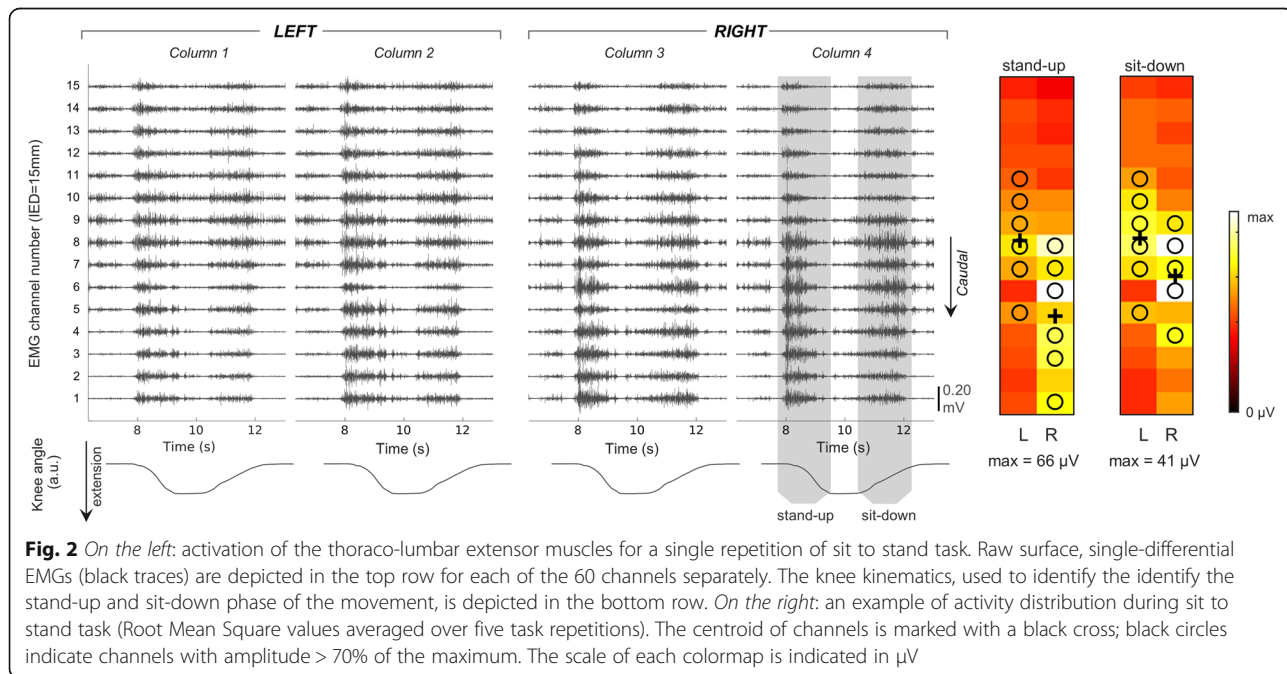 LEFT
RIGHT
Column 1
Column 2
Column 3
Column 4
EMG channel number (IED=15mm)
15
14
13
12
11
10
9
8
7
6
5
4
3
2
1
8 10 12
8 10 12
8 10 12
8 10 12
Time (s)
Time (s)
Time (s)
Time (s)
Caudal
0.20
mV
Knee angle
(a.u.)
extension
stand-up
sit-down
stand-up
sit-down
L R
L R
max = 66 µV
max = 41 µV
max
0 µV
Fig. 2 On the left: activation of the thoraco-lumbar extensor muscles for a single repetition of sit to stand task. Raw surface, single-differential
EMGs (black traces) are depicted in the top row for each of the 60 channels separately. The knee kinematics, used to identify the identify the
stand-up and sit-down phase of the movement, is depicted in the bottom row. On the right: an example of activity distribution during sit to
stand task (Root Mean Square values averaged over five task repetitions). The centroid of channels is marked with a black cross; black circles
indicate channels with amplitude > 70% of the maximum. The scale of each colormap is indicated in µV